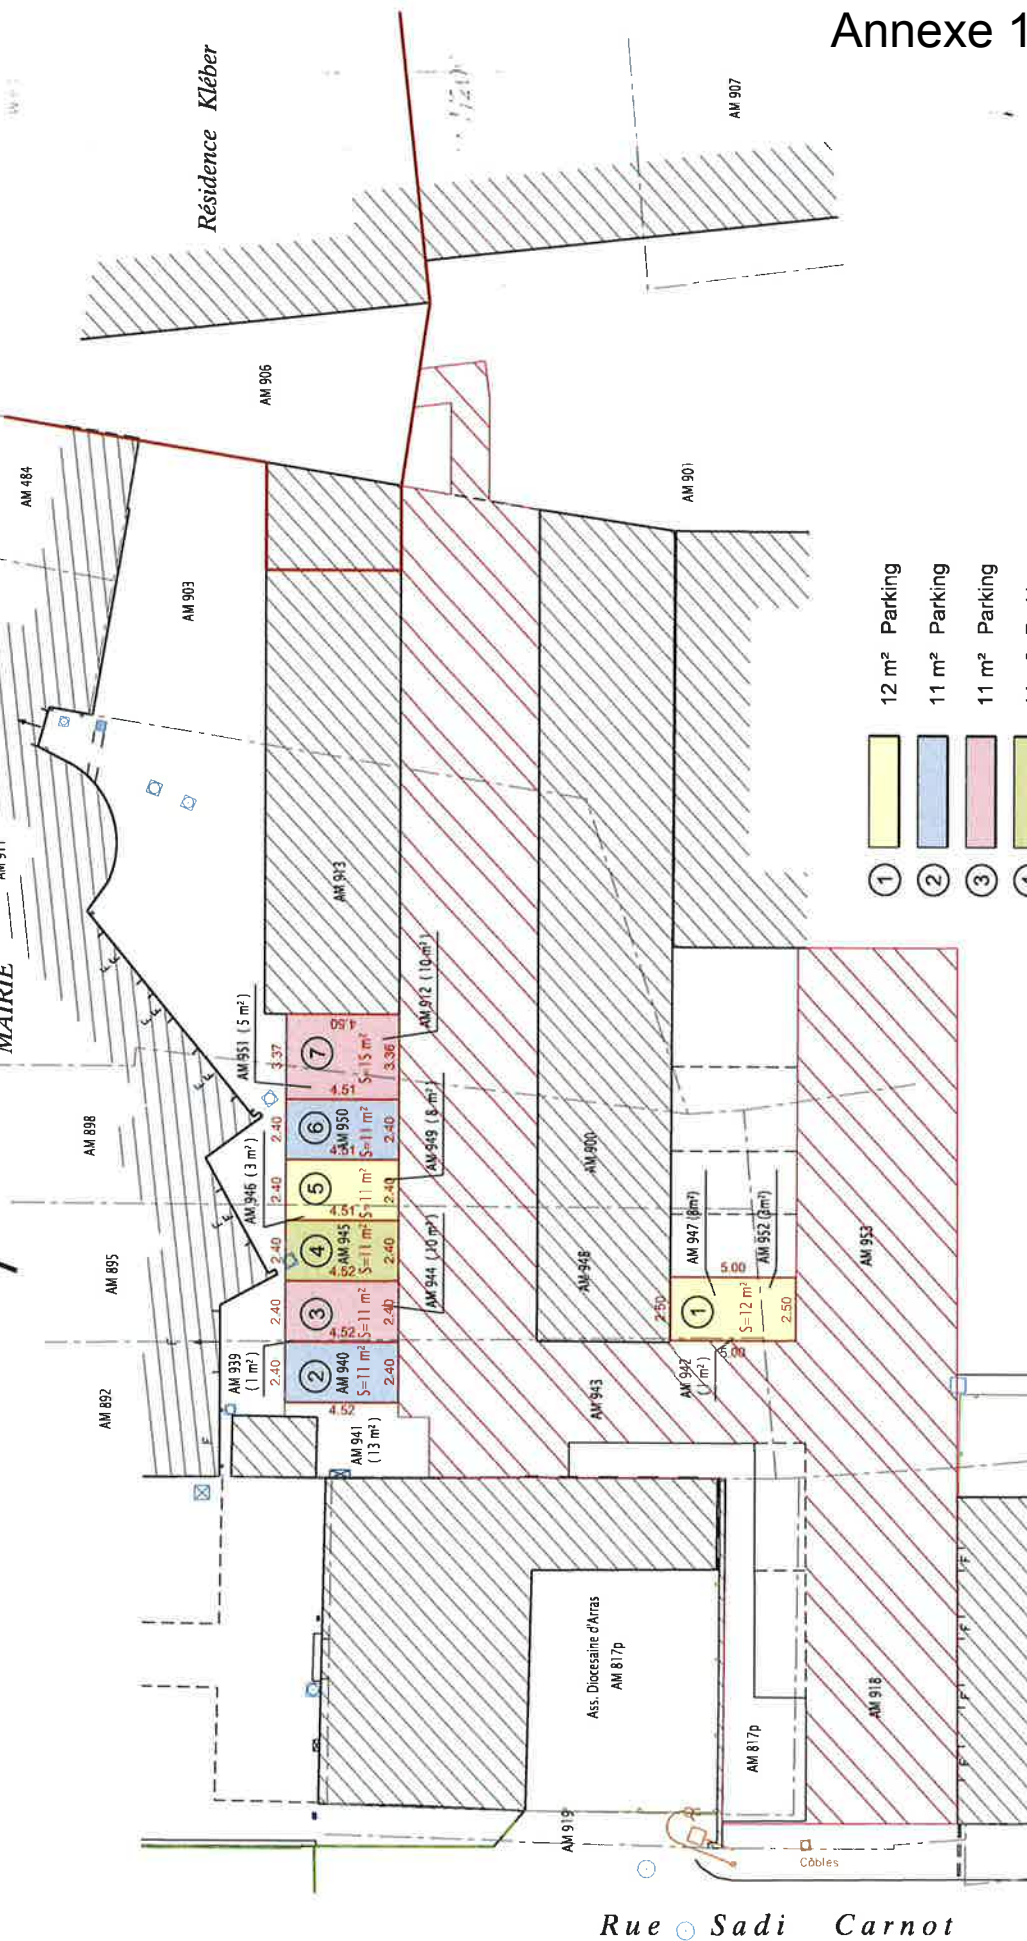 Annexe 1
Résidence Kléber
AM 907
AM 906
AM 484
AM 901
AM 903
MAIRIE
AM 913
AM 951 ( 5 m² )
AM 912 (10 m²)
3.37
4.50
7
S=15 m²
4.51
3.36
AM 898
2.40
6
AM 950
4.51
S=11 m²
2.40
AM 946 ( 3 m² )
AM 949 ( 8 m² )
2.40
5
4.51
S=11 m²
2.40
AM 900
AM 895
2.40
4
AM 945
4.52
S=11 m²
2.40
AM 944 ( 10 m² )
AM 948
2.40
3
4.52
S=11 m²
2.40
AM 939
( 1 m² )
2.40
2
AM 940
S=11 m²
2.40
4.52
AM 892
AM 941
(13 m²)
AM 943
AM 947 (8m²)
AM 952 (3m²)
5.00
2.50
1
S=12 m²
2.50
5.00
AM 942
( 1 m² )
AM 953
1 12 m² Parking
2 11 m² Parking
3 11 m² Parking
4
Ass. Diocesaine d'Arras
AM 817p
AM 817p
AM 918
AM 919
Câbles
Rue Sadi Carnot